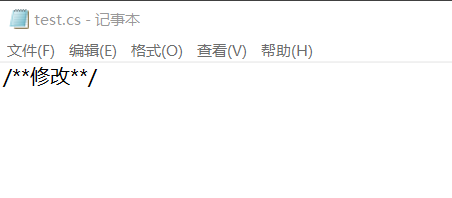 test.cs - 记事本
文件(F) 编辑(E) 格式(O) 查看(V) 帮助(H)
/**修改**/